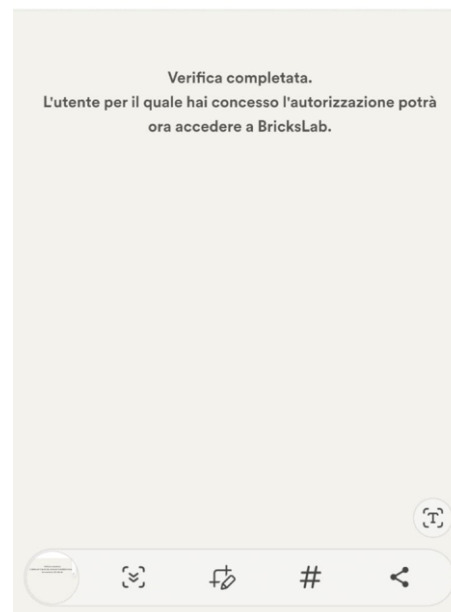 Verifica completata.
L'utente per il quale hai concesso l'autorizzazione potrà
ora accedere a BricksLab.